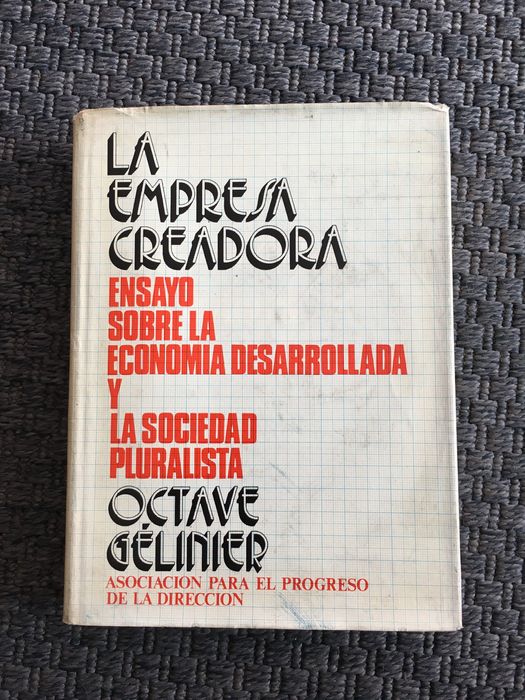 LA
EMPRESA
CREADORA
ENSAYO
SOBRE LA
ECONOMIA DESARROLLADA
Y
LA SOCIEDAD
PLURALISTA
OCTAVE
GÉLINIER
ASOCIACION PARA EL PROGRESO
DE LA DIRECCION